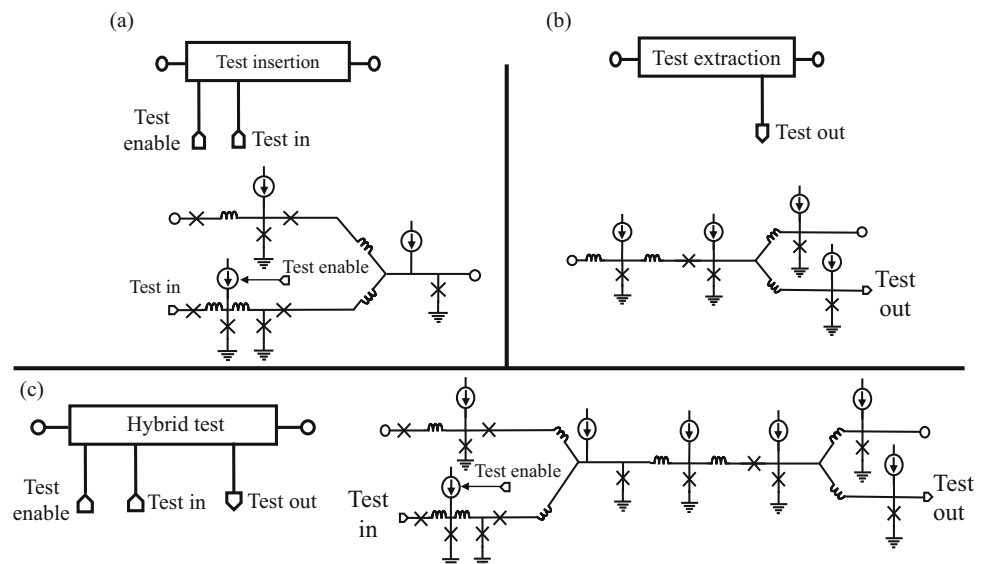 (a)
Test insertion
Test
enable
Test in
Test enable
Test in
(b)
Test extraction
Test out
Test
out
(c)
Hybrid test
Test
enable
Test in
Test out
Test enable
Test
in
Test
out